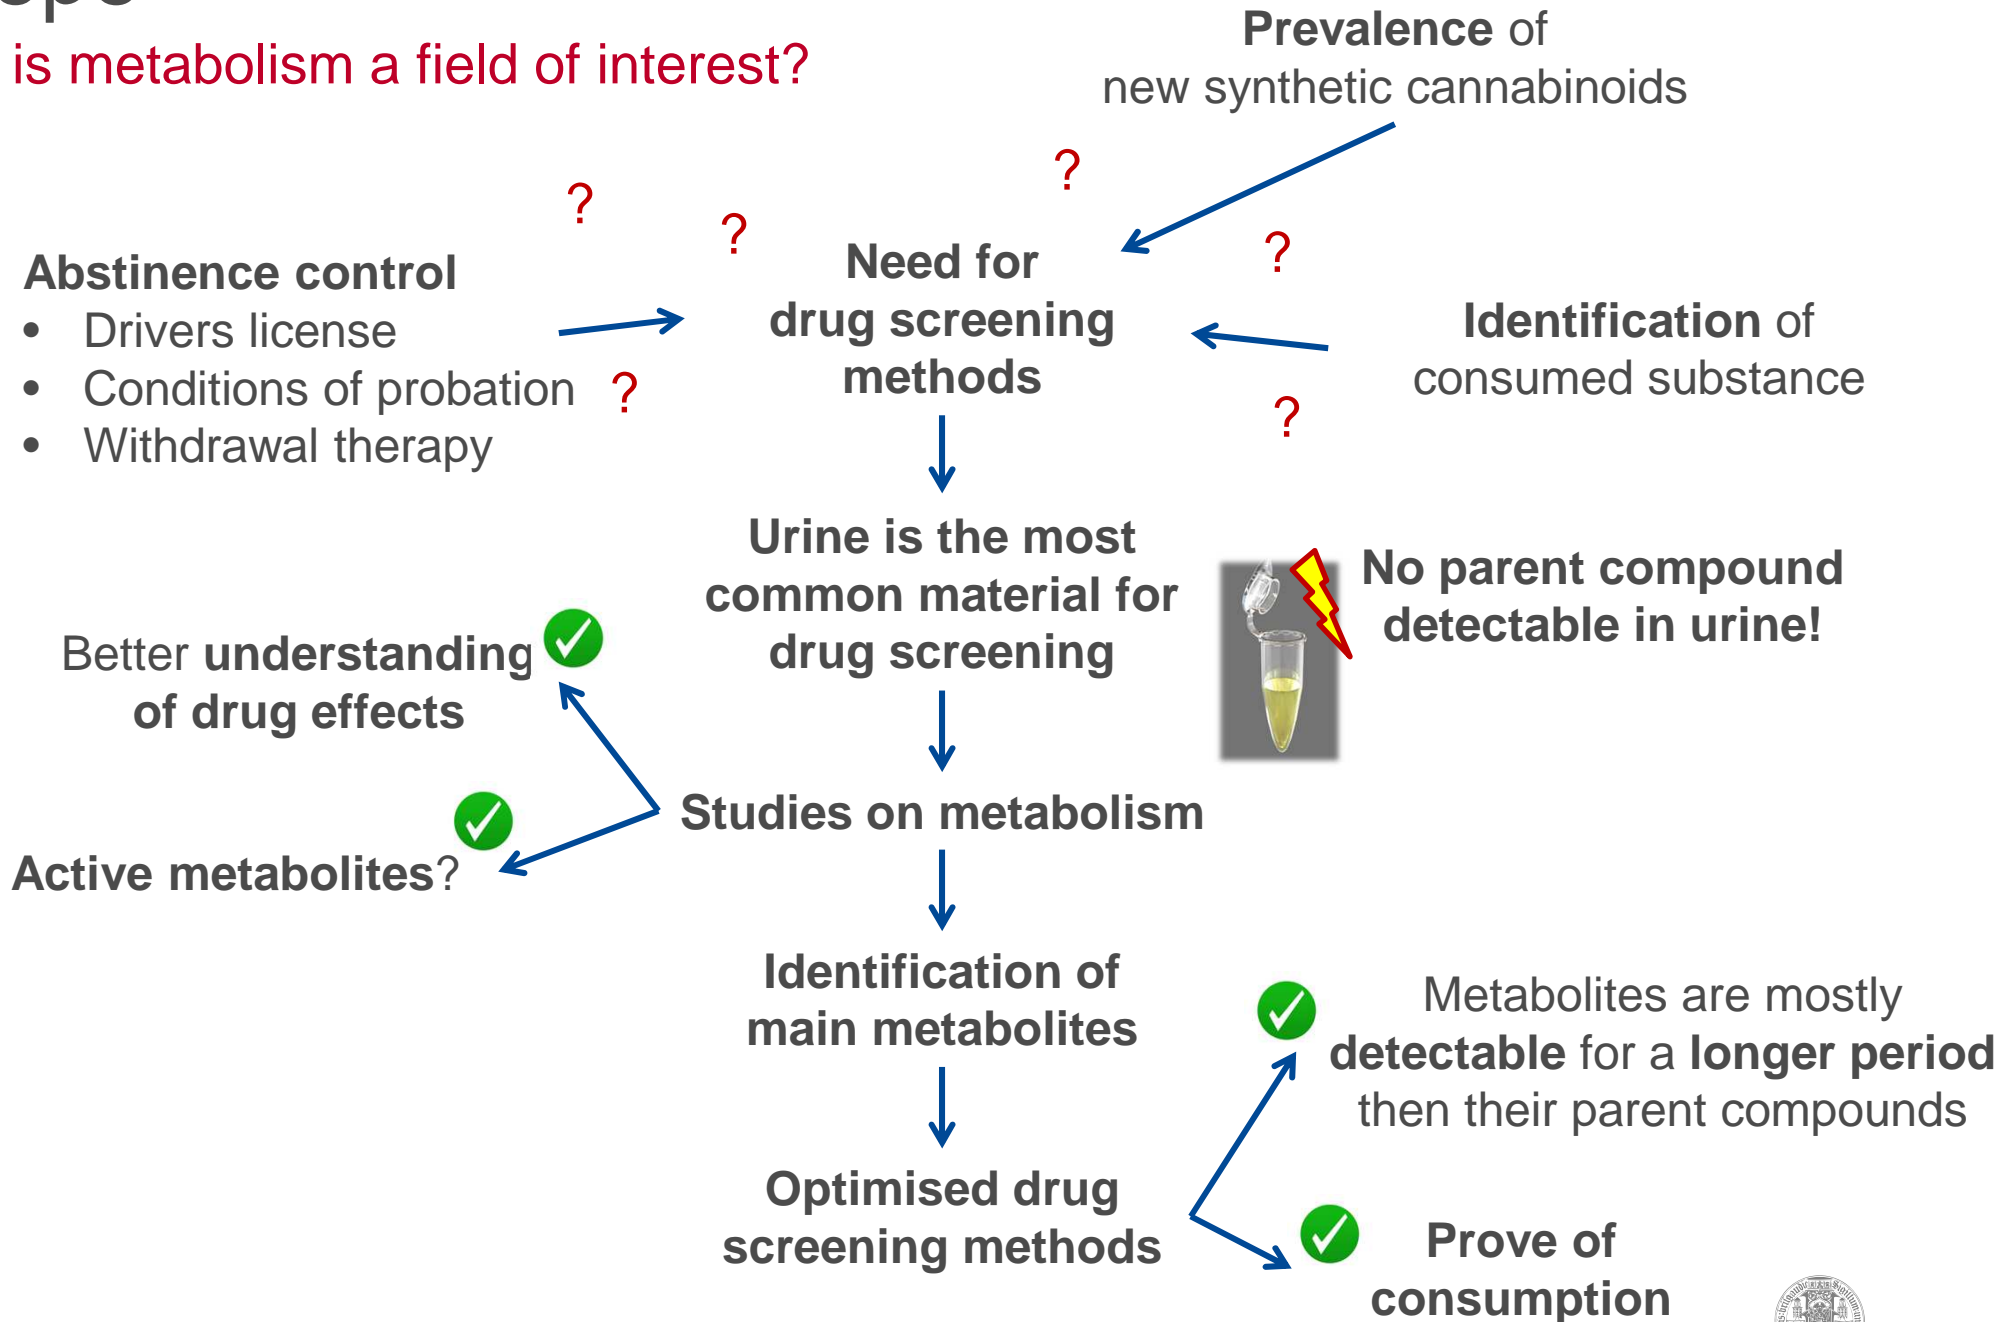 is metabolism a field of interest?
Prevalence of
new synthetic cannabinoids
?
?
?
?
Abstinence control
• Drivers license
• Conditions of probation
• Withdrawal therapy
?
Need for
drug screening
methods
Identification of
consumed substance
?
Urine is the most
common material for
drug screening
No parent compound
detectable in urine!
Better understanding
of drug effects
Studies on metabolism
Active metabolites?
Identification of
main metabolites
Metabolites are mostly
detectable for a longer period
then their parent compounds
Optimised drug
screening methods
Prove of
consumption